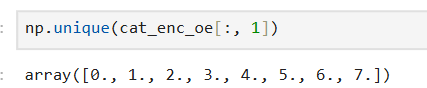 np.unique(cat_enc_oe[:, 1])
array([0., 1., 2., 3., 4., 5., 6., 7.])